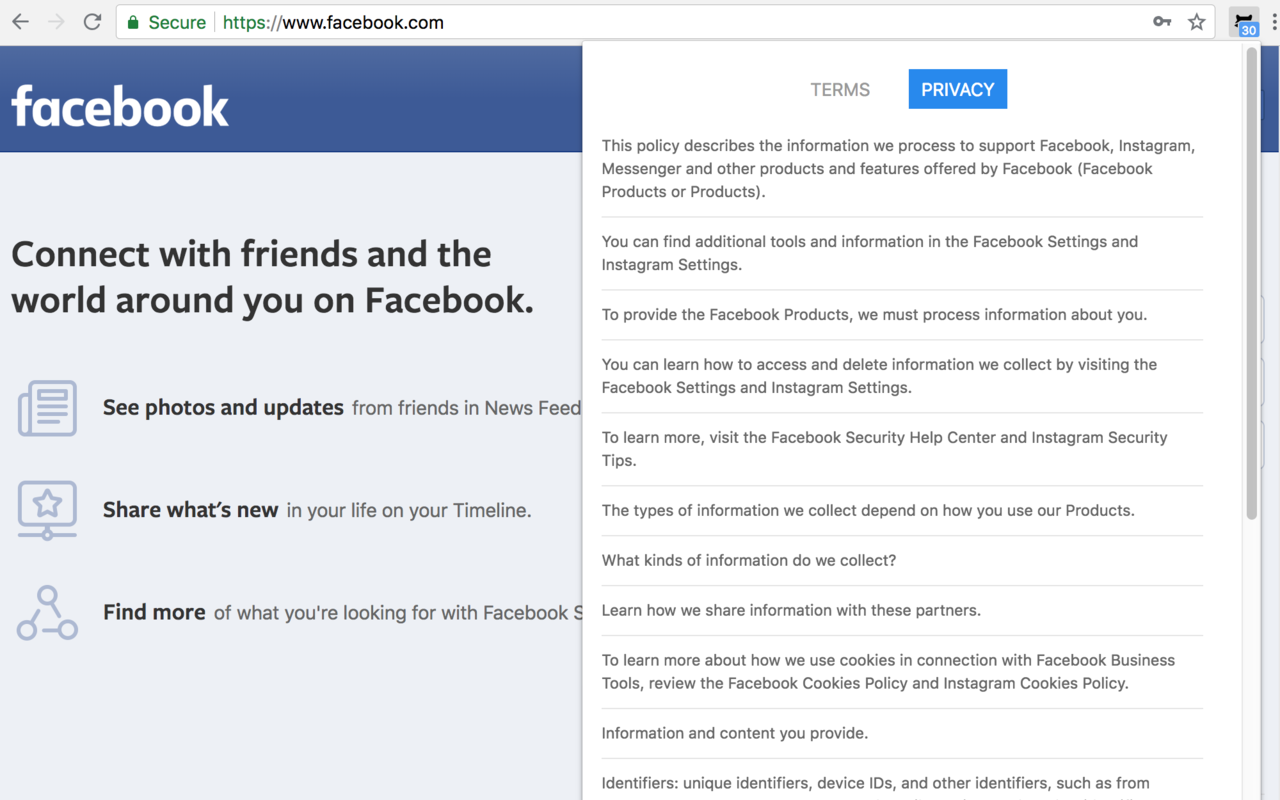 Secure https://www.facebook.com
30
facebook
Connect with friends and the
world around you on Facebook.
See photos and updates from friends in News Feed
Share what's new in your life on your Timeline.
Find more of what you're looking for with Facebook S
TERMS PRIVACY
This policy describes the information we process to support Facebook, Instagram,
Messenger and other products and features offered by Facebook (Facebook
Products or Products).
You can find additional tools and information in the Facebook Settings and
Instagram Settings.
To provide the Facebook Products, we must process information about you.
You can learn how to access and delete information we collect by visiting the
Facebook Settings and Instagram Settings.
To learn more, visit the Facebook Security Help Center and Instagram Security
Tips.
The types of information we collect depend on how you use our Products.
What kinds of information do we collect?
Learn how we share information with these partners.
To learn more about how we use cookies in connection with Facebook Business
Tools, review the Facebook Cookies Policy and Instagram Cookies Policy.
Information and content you provide.
Identifiers: unique identifiers, device IDs, and other identifiers, such as from